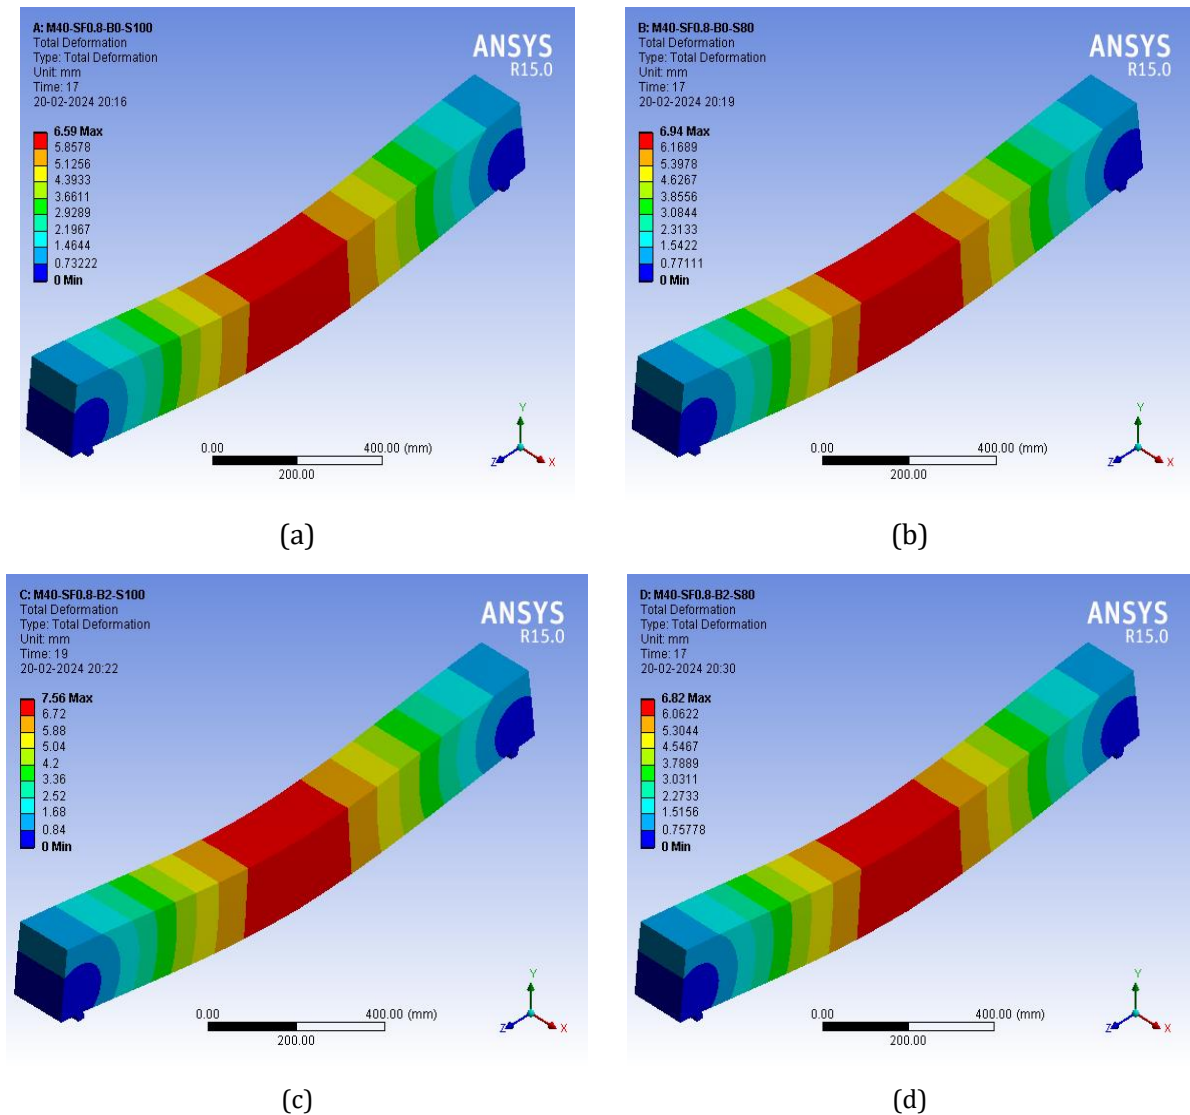 A: M40-SF0.8-B0-S100
Total Deformation
Type: Total Deformation
Unit: mm
Time: 17
20-02-2024 20:16
ANSYS
R15.0
6.59 Max
5.8578
5.1256
4.3933
3.6611
2.9289
2.1967
1.4644
0.73222
0 Min
0.00
400.00 (mm)
200.00
Y
Z
X
(a)
B: M40-SF0.8-B0-S80
Total Deformation
Type: Total Deformation
Unit: mm
Time: 17
20-02-2024 20:19
ANSYS
R15.0
6.94 Max
6.1689
5.3978
4.6267
3.8556
3.0844
2.3133
1.5422
0.77111
0 Min
0.00
400.00 (mm)
200.00
Y
Z
X
(b)
C: M40-SF0.8-B2-S100
Total Deformation
Type: Total Deformation
Unit: mm
Time: 19
20-02-2024 20:22
ANSYS
R15.0
7.56 Max
6.72
5.88
5.04
4.2
3.36
2.52
1.68
0.84
0 Min
0.00
400.00 (mm)
200.00
Y
Z
X
(c)
D: M40-SF0.8-B2-S80
Total Deformation
Type: Total Deformation
Unit: mm
Time: 17
20-02-2024 20:30
ANSYS
R15.0
6.82 Max
6.0622
5.3044
4.5467
3.7889
3.0311
2.2733
1.5156
0.75778
0 Min
0.00
400.00 (mm)
200.00
Y
Z
X
(d)